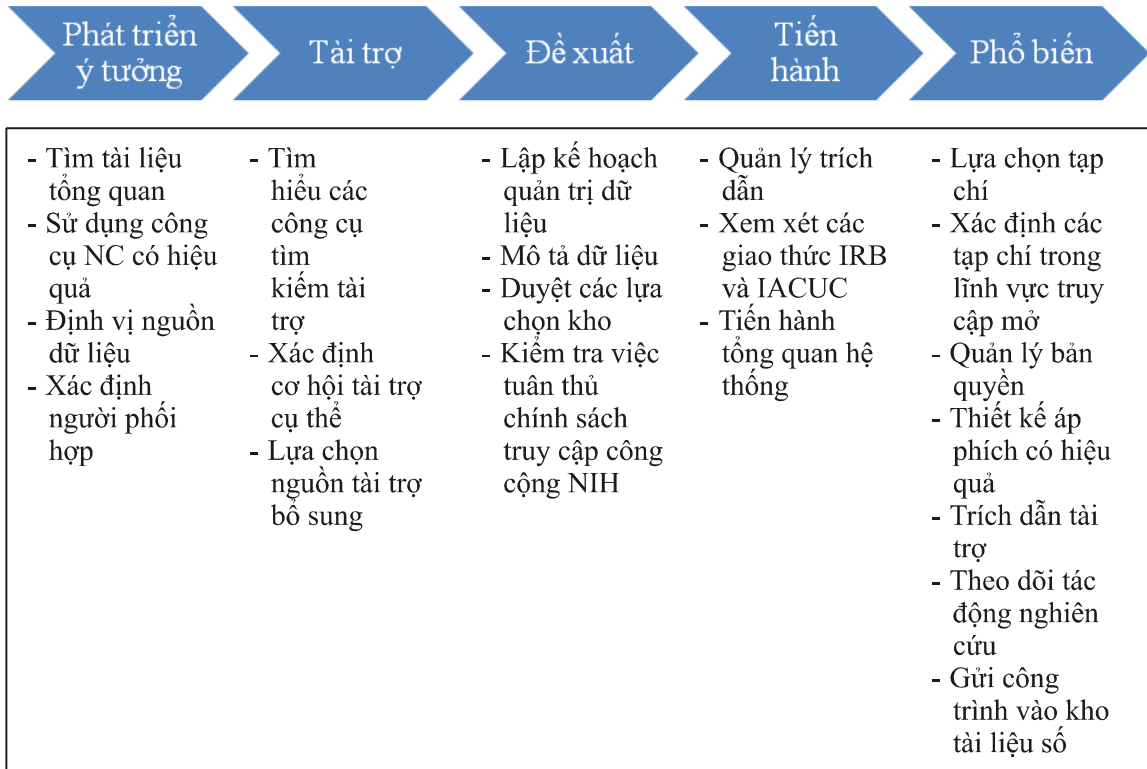 Phát triển
ý tưởng
Tài trợ
Đề xuất
Tiến
hành
Phổ biến
- Tìm tài liệu
tổng quan
- Sử dụng công
cụ NC có hiệu
quả
- Định vị nguồn
dữ liệu
- Xác định
người phối
hợp
- Tìm
hiểu các
công cụ
tìm
kiếm tài
trợ
- Xác định
cơ hội tài trợ
cụ thể
- Lựa chọn
nguồn tài trợ
bổ sung
- Lập kế hoạch
quản trị dữ
liệu
- Mô tả dữ liệu
- Duyệt các lựa
chọn kho
- Kiểm tra việc
tuân thủ
chính sách
truy cập công
cộng NIH
- Quản lý trích
dẫn
- Xem xét các
giao thức IRB
và IACUC
- Tiến hành
tổng quan hệ
thống
- Lựa chọn tạp
chí
- Xác định các
tạp chí trong
lĩnh vực truy
cập mở
- Quản lý bản
quyền
- Thiết kế áp
phích có hiệu
quả
- Trích dẫn tài
trợ
- Theo dõi tác
động nghiên
cứu
- Gửi công
trình vào kho
tài liệu số